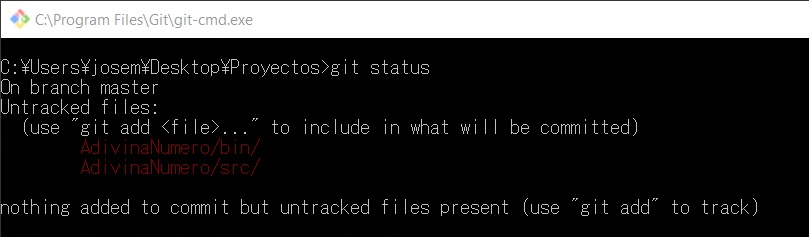 C:\Program Files\Git\git-cmd.exe
C:¥Users¥josem¥Desktop¥Proyectos>git status
On branch master
Untracked files:
  (use "git add <file>..." to include in what will be committed)
        AdivinaNumero/bin/
        AdivinaNumero/src/
nothing added to commit but untracked files present (use "git add" to track)